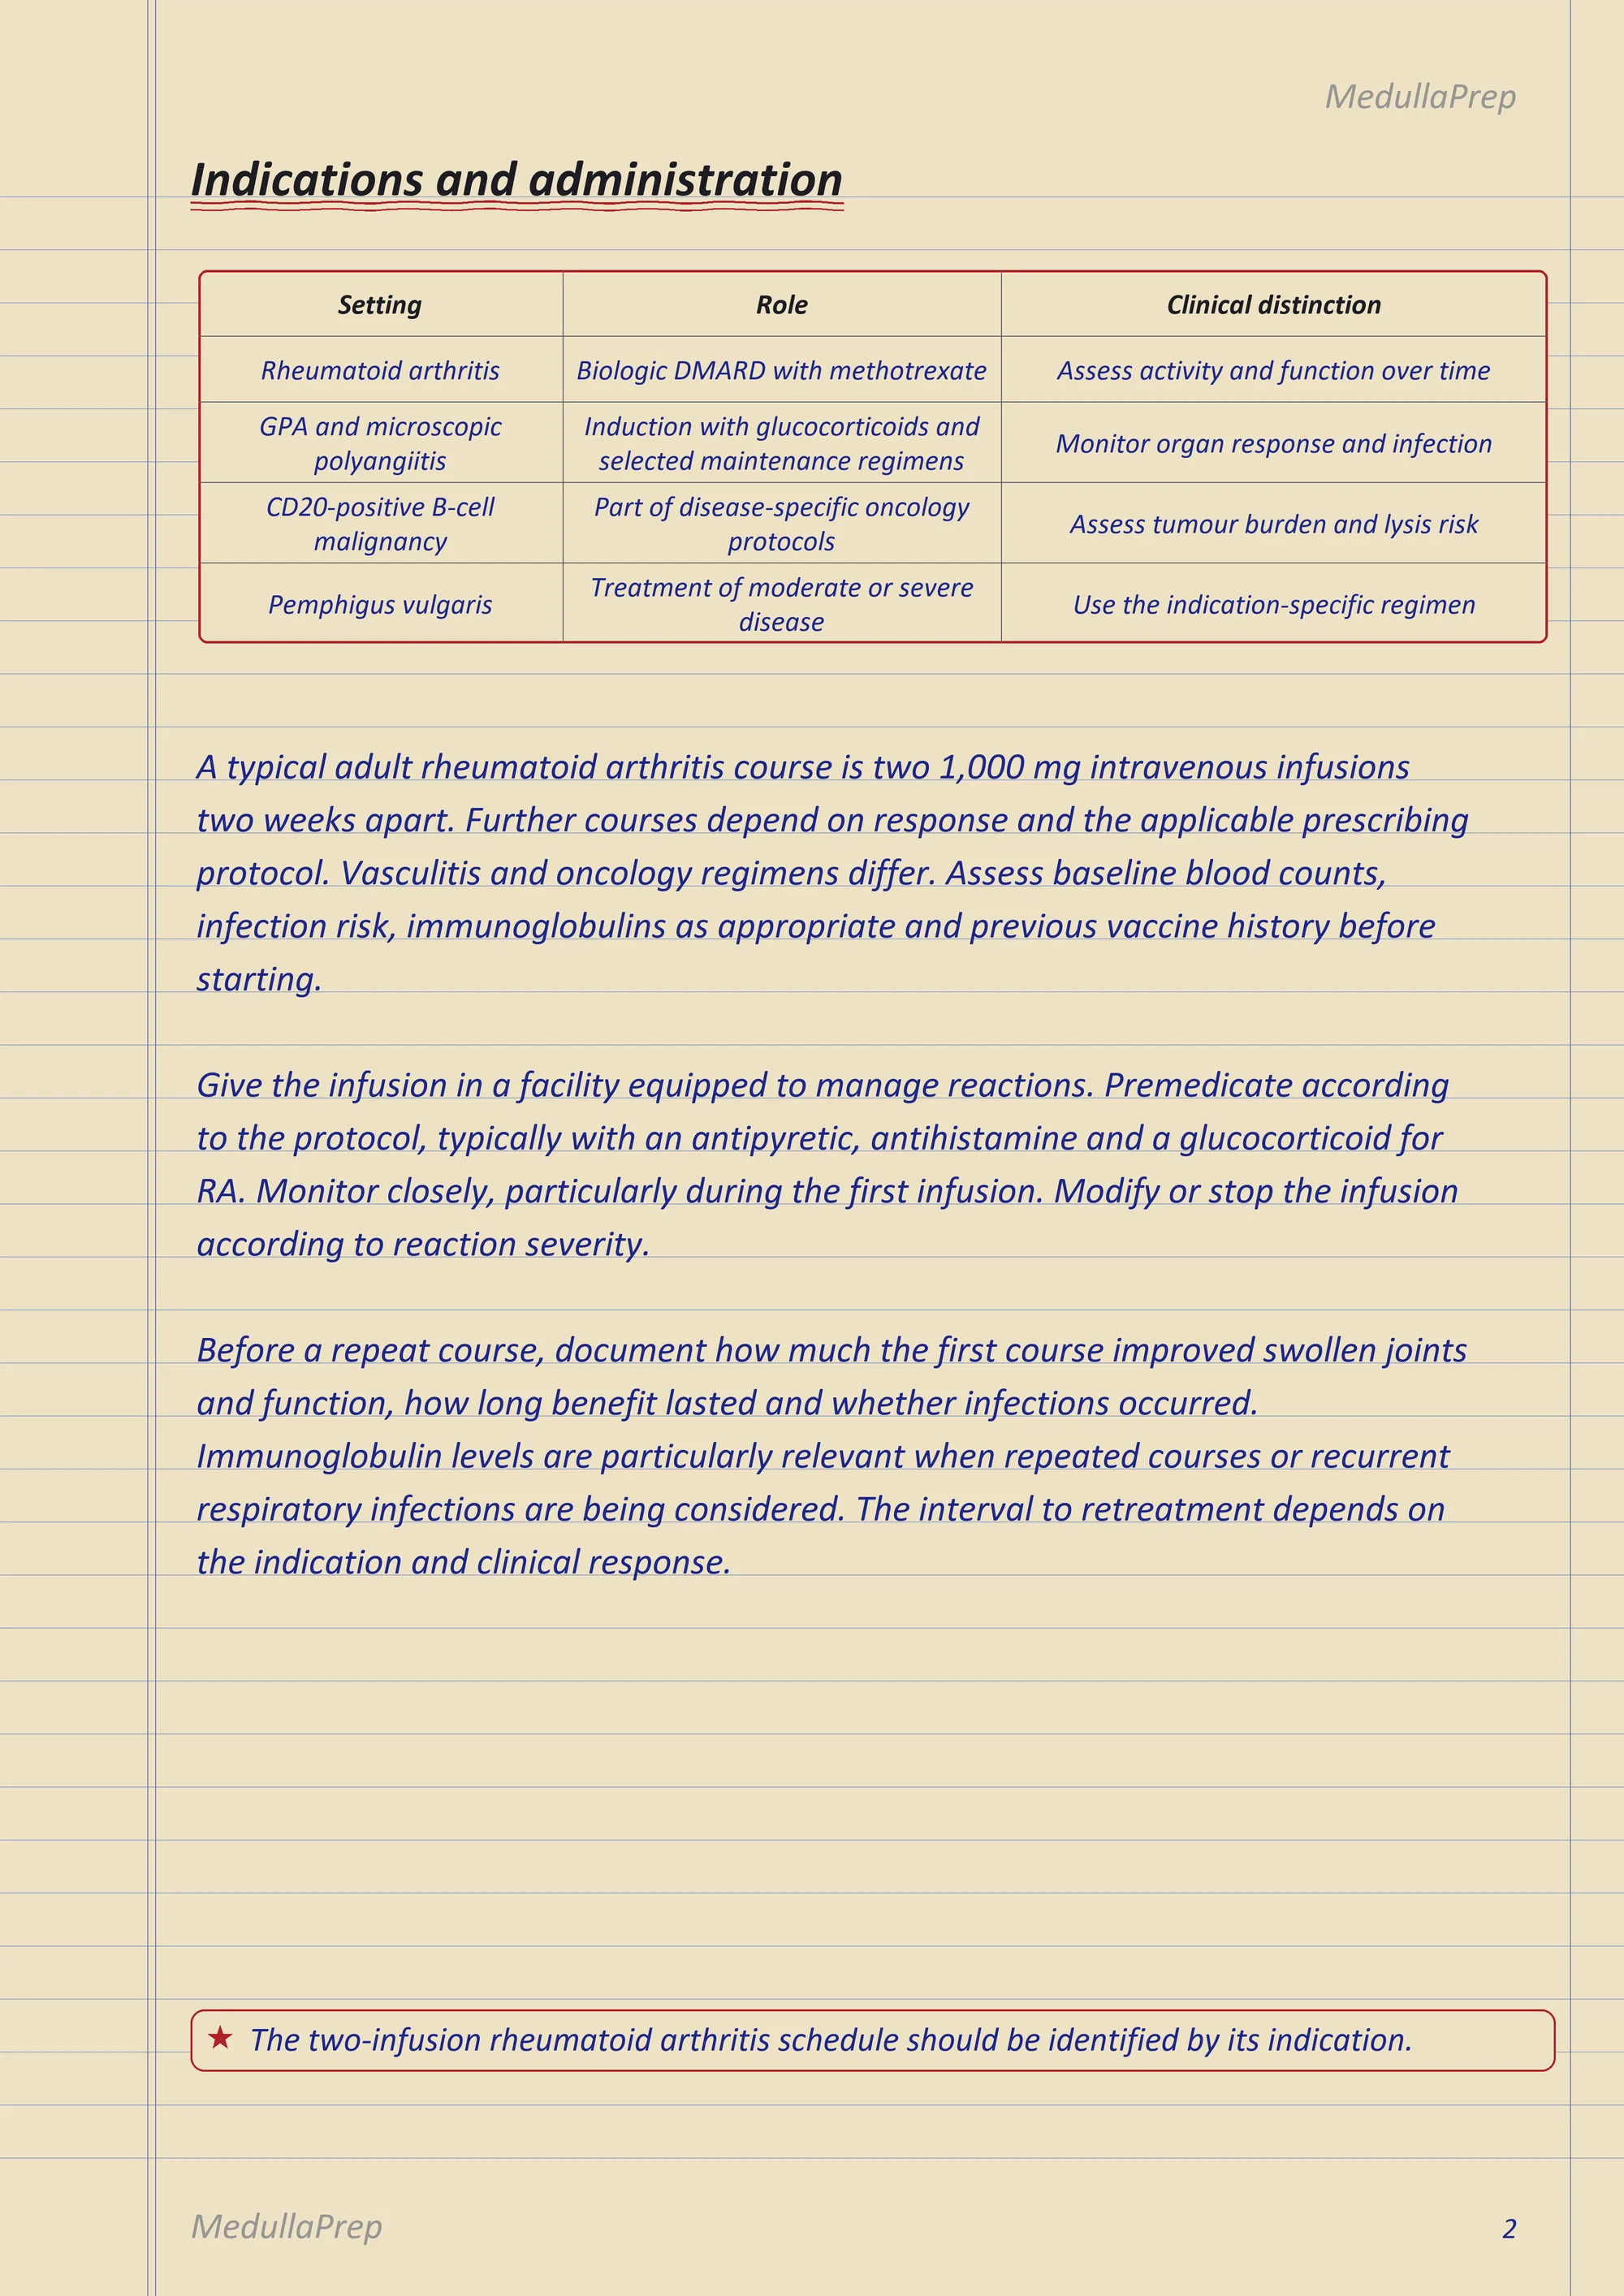 MedullaPrep
Indications and administration
Setting Role Clinical distinction
Rheumatoid arthritis Biologic DMARD with methotrexate Assess activity and function over time
GPA and microscopic polyangiitis Induction with glucocorticoids and selected maintenance regimens Monitor organ response and infection
CD20-positive B-cell malignancy Part of disease-specific oncology protocols Assess tumour burden and lysis risk
Pemphigus vulgaris Treatment of moderate or severe disease Use the indication-specific regimen
A typical adult rheumatoid arthritis course is two 1,000 mg intravenous infusions
two weeks apart. Further courses depend on response and the applicable prescribing
protocol. Vasculitis and oncology regimens differ. Assess baseline blood counts,
infection risk, immunoglobulins as appropriate and previous vaccine history before
starting.
Give the infusion in a facility equipped to manage reactions. Premedicate according
to the protocol, typically with an antipyretic, antihistamine and a glucocorticoid for
RA. Monitor closely, particularly during the first infusion. Modify or stop the infusion
according to reaction severity.
Before a repeat course, document how much the first course improved swollen joints
and function, how long benefit lasted and whether infections occurred.
Immunoglobulin levels are particularly relevant when repeated courses or recurrent
respiratory infections are being considered. The interval to retreatment depends on
the indication and clinical response.
★ The two-infusion rheumatoid arthritis schedule should be identified by its indication.
MedullaPrep 2